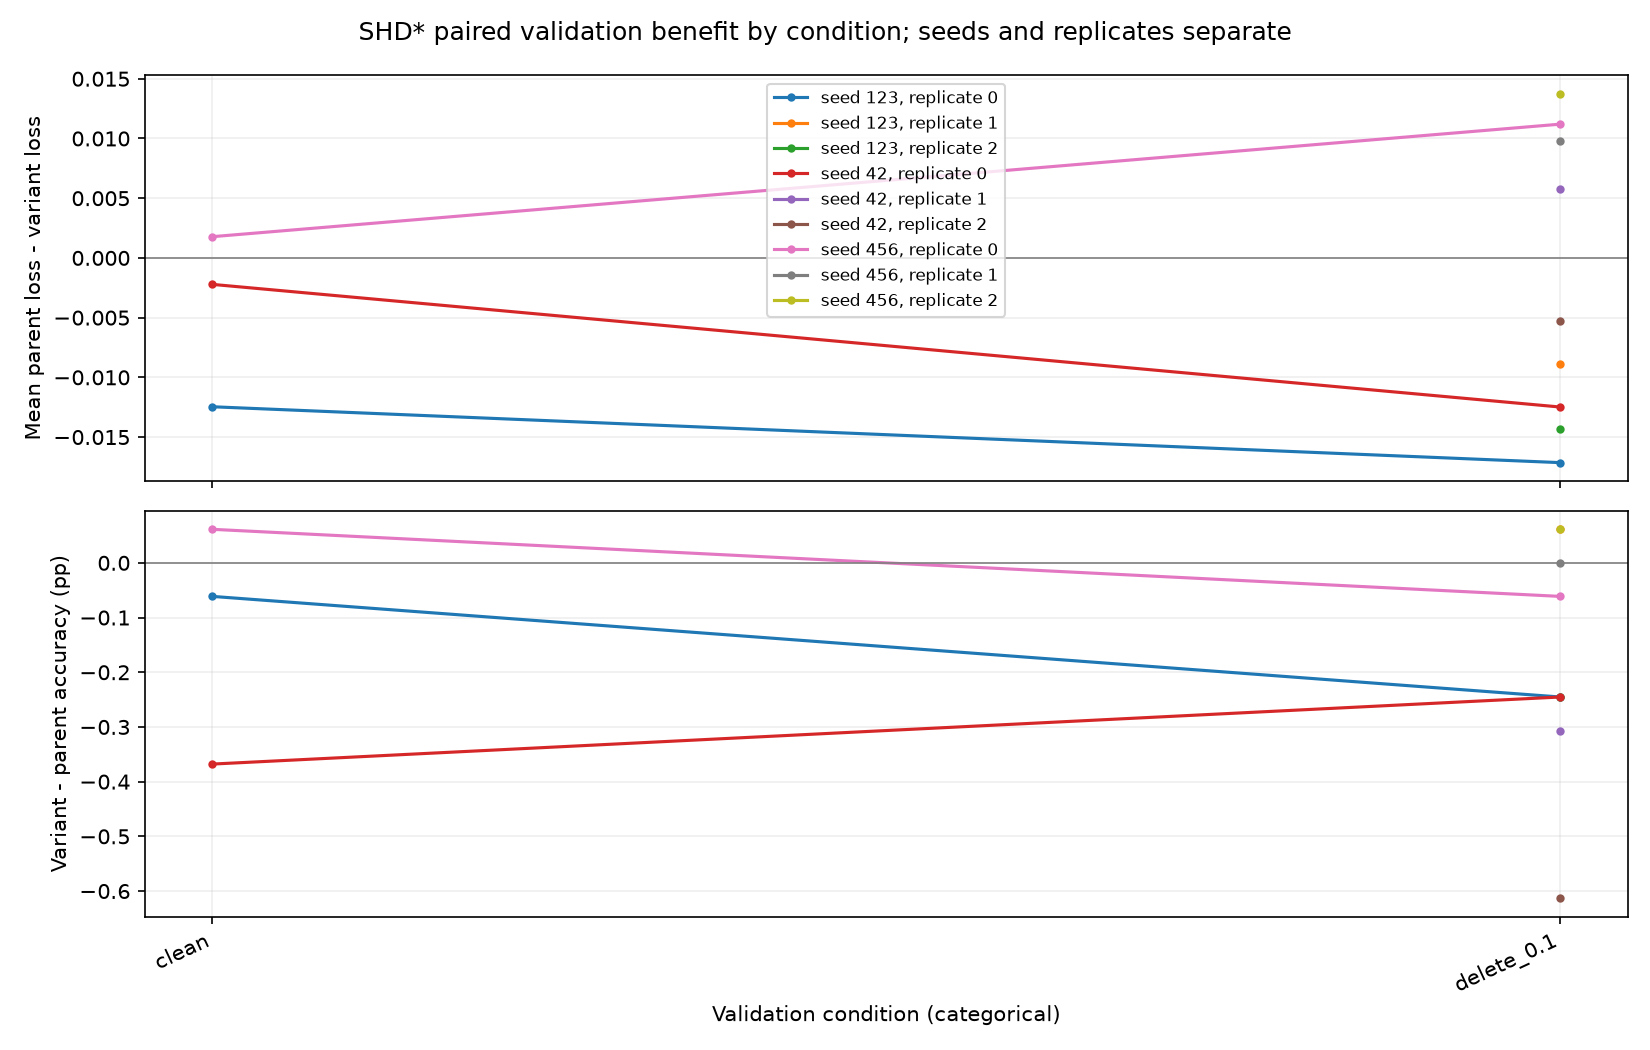 SHD* paired validation benefit by condition; seeds and replicates separate
Mean parent loss - variant loss
0.015
0.010
0.005
0.000
−0.005
−0.010
−0.015
seed 123, replicate 0
seed 123, replicate 1
seed 123, replicate 2
seed 42, replicate 0
seed 42, replicate 1
seed 42, replicate 2
seed 456, replicate 0
seed 456, replicate 1
seed 456, replicate 2
Variant - parent accuracy (pp)
0.0
−0.1
−0.2
−0.3
−0.4
−0.5
−0.6
clean
delete_0.1
Validation condition (categorical)